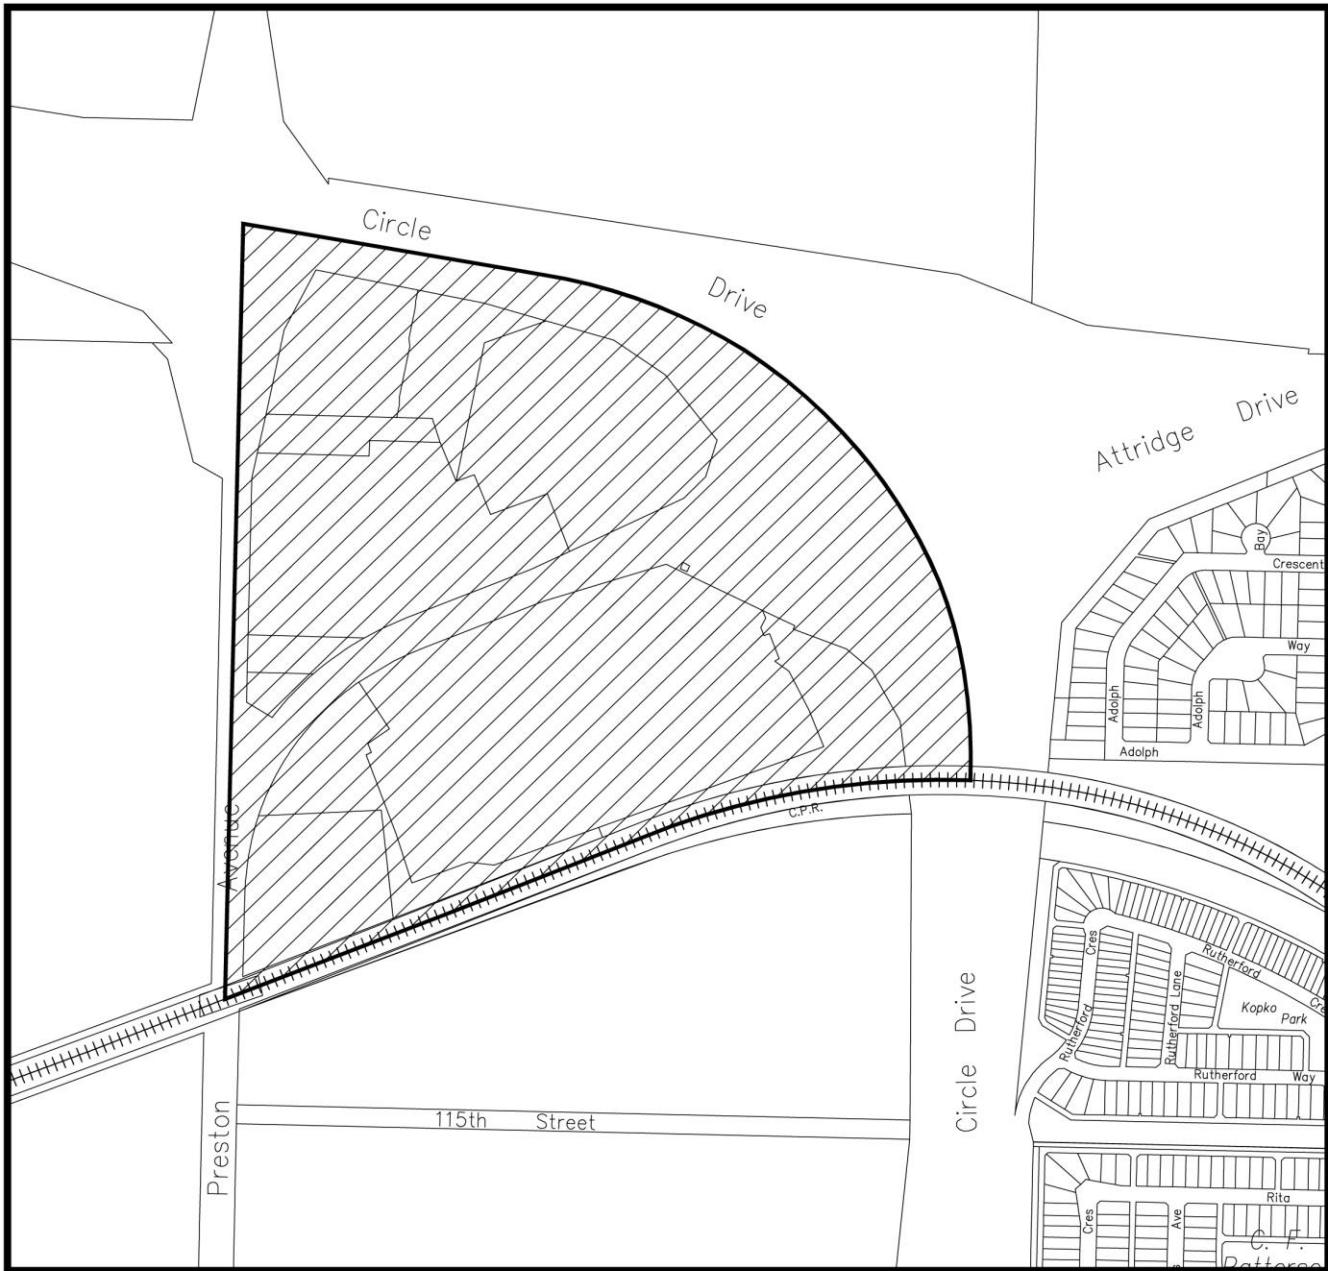 Circle
Drive
Attridge Drive
Bay
Crescent
Way
Adolph
Adolph
Adolph
Avenue
C.P.R.
Cres
Rutherford
Rutherford Lane
Kopko
Park
Cre
Rutherford
Rutherford Way
Circle Drive
115th Street
Preston
Rita
Cres
Ave
C. F.